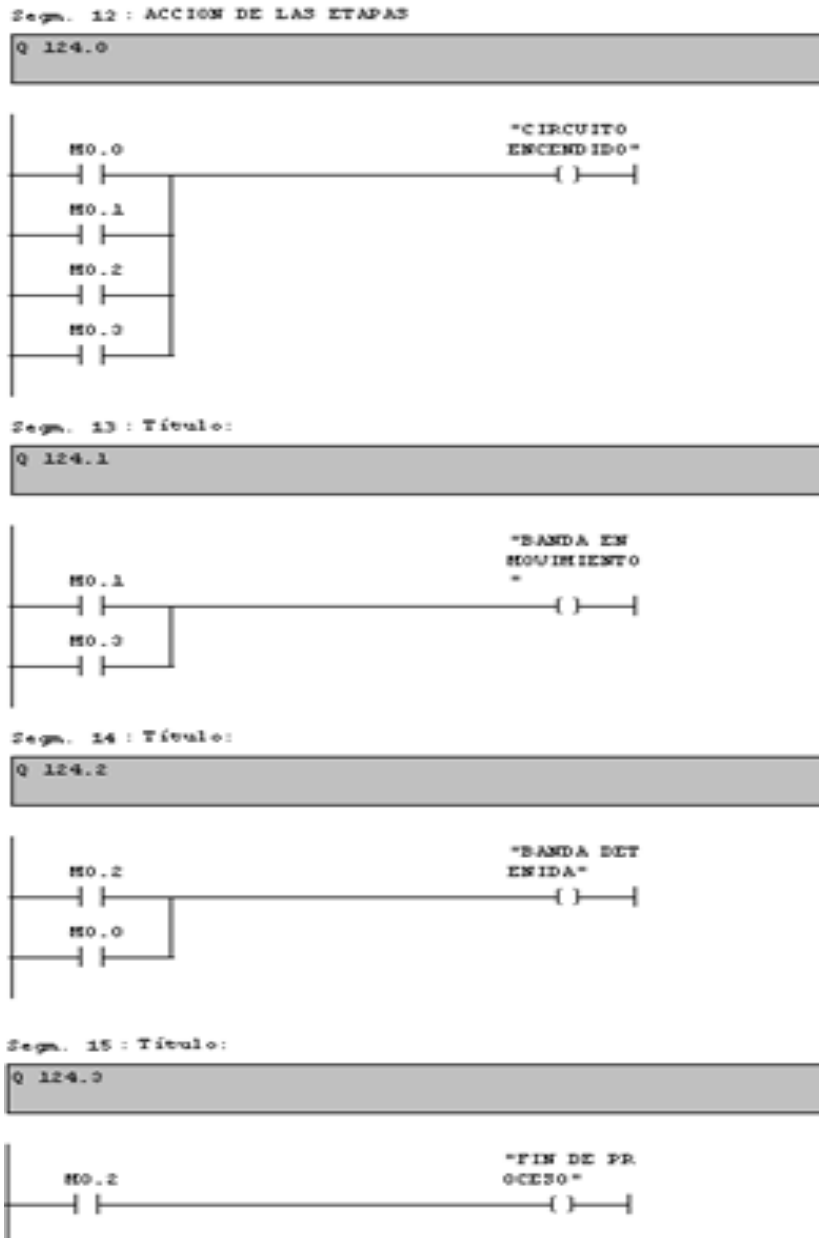 Segm. 12 : ACCION DE LAS ETAPAS
Q 124.0
"CIRCUITO
M0.0 ENCENDIDO"
M0.1
M0.2
M0.3
Segm. 13 : Título:
Q 124.1
"BANDA EN
MOVIMIENTO
M0.1 "
M0.3
Segm. 14 : Título:
Q 124.2
"BANDA DET
M0.2 ENIDA"
M0.0
Segm. 15 : Título:
Q 124.3
"FIN DE PR
M0.2 OCESO"